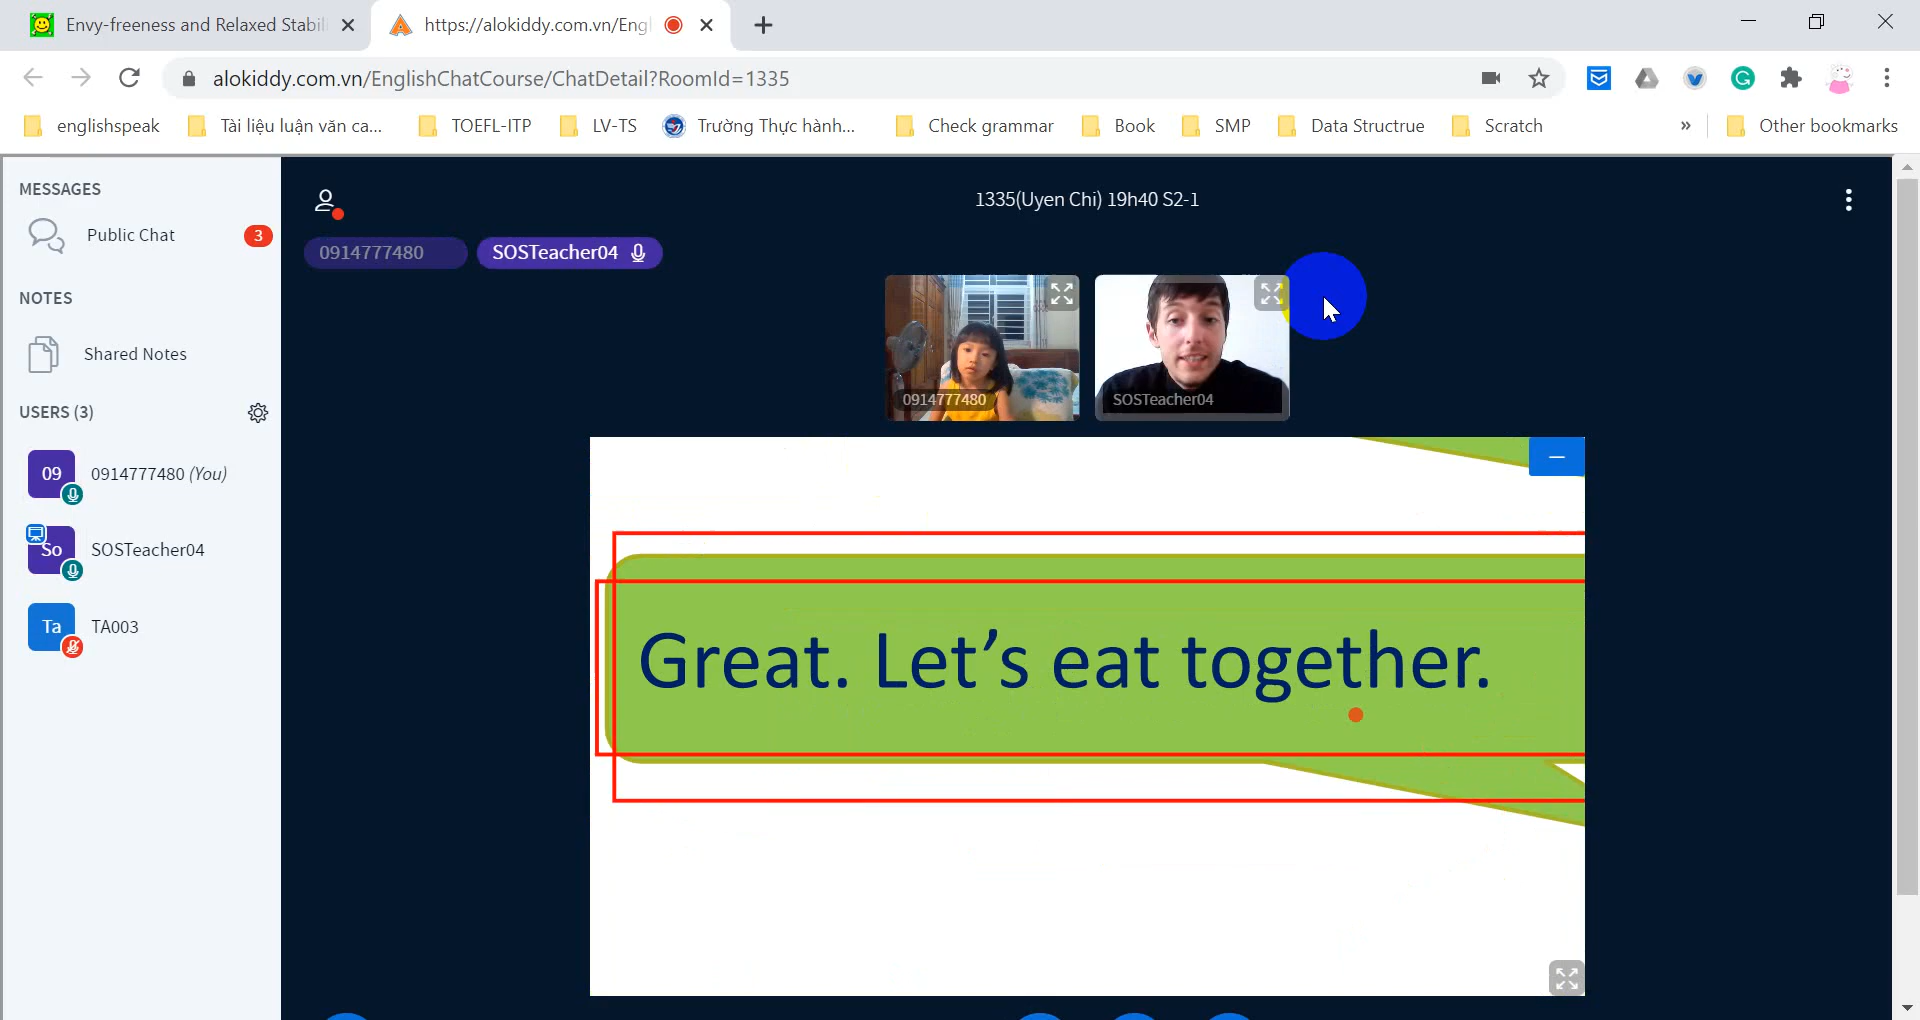 Envy-freeness and Relaxed Stabili
https://alokiddy.com.vn/Engl
alokiddy.com.vn/EnglishChatCourse/ChatDetail?RoomId=1335
englishspeak
Tài liệu luận văn ca...
TOEFL-ITP
LV-TS
Trường Thực hành...
Check grammar
Book
SMP
Data Structrue
Scratch
»
Other bookmarks
MESSAGES
Public Chat
3
NOTES
Shared Notes
USERS (3)
09
0914777480 (You)
So
SOSTeacher04
Ta
TA003
1335(Uyen Chi) 19h40 S2-1
0914777480
SOSTeacher04
0914777480
SOSTeacher04
Great. Let’s eat together.